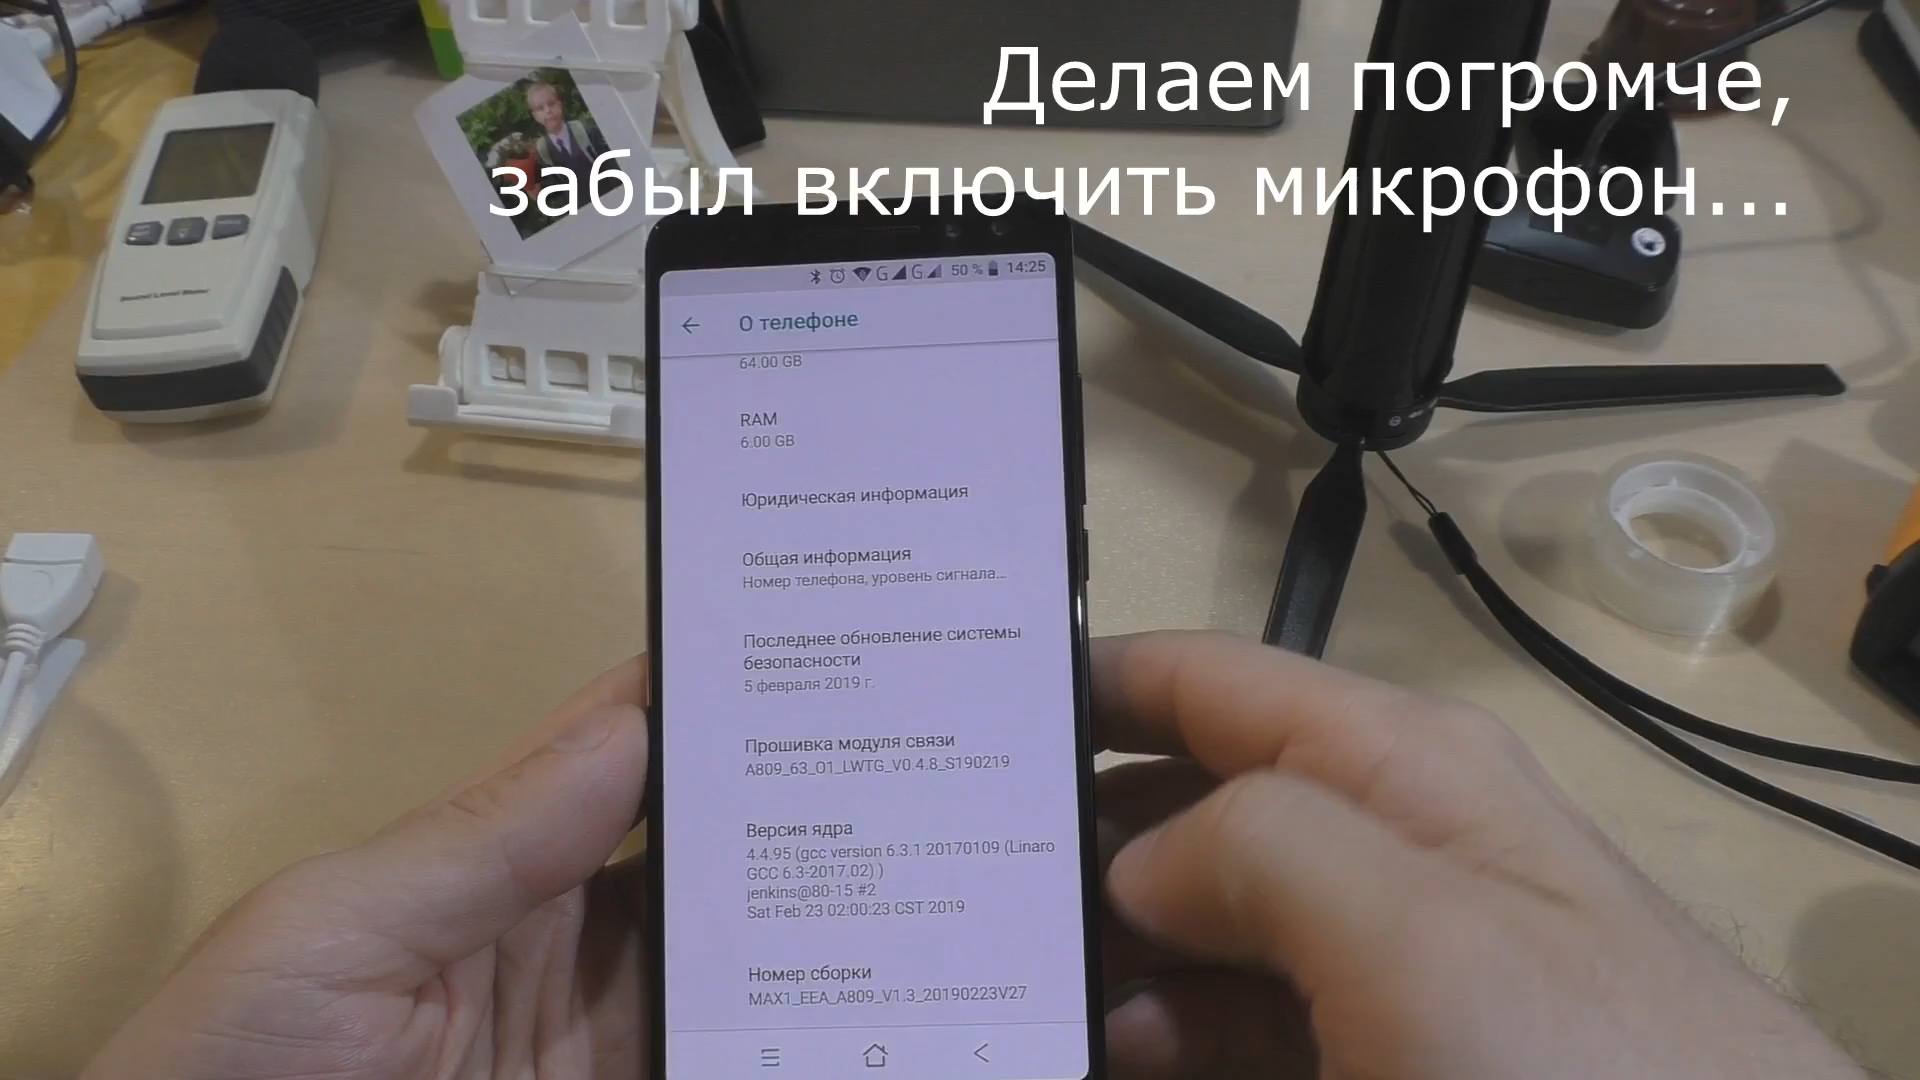 Делаем погромче,
забыл включить микрофон...
G G 50 % 14:25
О телефоне
64.00 GB
RAM
6.00 GB
Юридическая информация
Общая информация
Номер телефона, уровень сигнала...
Последнее обновление системы
безопасности
5 февраля 2019 г.
Прошивка модуля связи
A809_63_O1_LWTG_V0.4.8_S190219
Версия ядра
4.4.95 (gcc version 6.3.1 20170109 (Linaro
GCC 6.3-2017.02) )
jenkins@80-15 #2
Sat Feb 23 02:00:23 CST 2019
Номер сборки
MAX1_EEA_A809_V1.3_20190223V27
Sound Level Meter